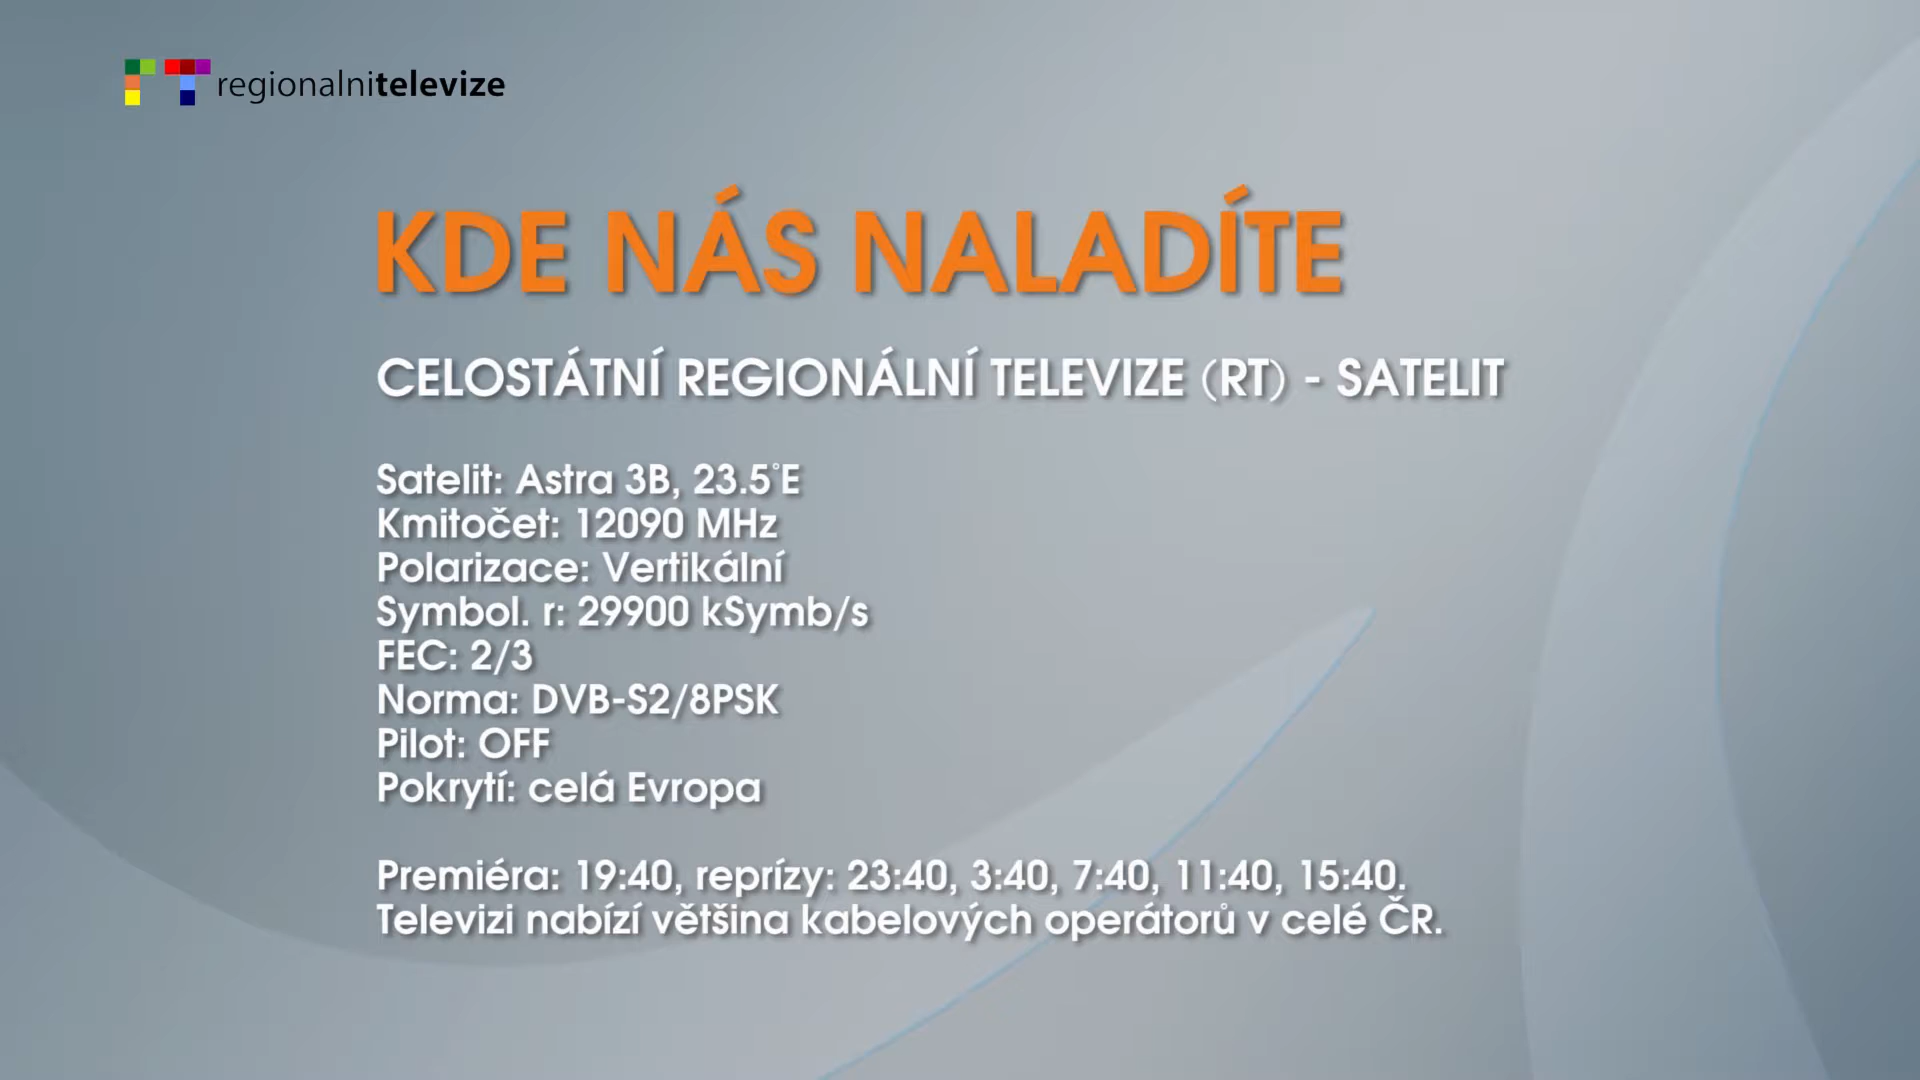 regionalnitelevize
KDE NÁS NALADÍTE
CELOSTÁTNÍ REGIONÁLNÍ TELEVIZE (RT) - SATELIT
Satelit: Astra 3B, 23.5°E
Kmitočet: 12090 MHz
Polarizace: Vertikální
Symbol. r: 29900 kSymb/s
FEC: 2/3
Norma: DVB-S2/8PSK
Pilot: OFF
Pokrytí: celá Evropa
Premiéra: 19:40, reprízy: 23:40, 3:40, 7:40, 11:40, 15:40.
Televizi nabízí většina kabelových operátorů v celé ČR.